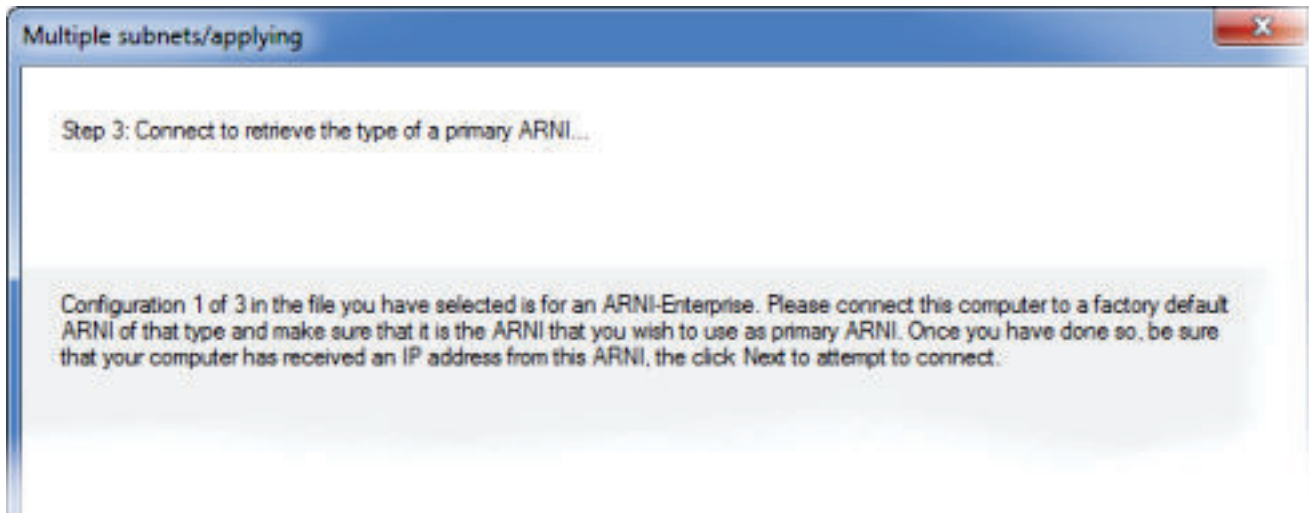 Multiple subnets/applying
Step 3: Connect to retrieve the type of a primary ARNI...
Configuration 1 of 3 in the file you have selected is for an ARNI-Enterprise. Please connect this computer to a factory default
ARNI of that type and make sure that it is the ARNI that you wish to use as primary ARNI. Once you have done so, be sure
that your computer has received an IP address from this ARNI, the click Next to attempt to connect.